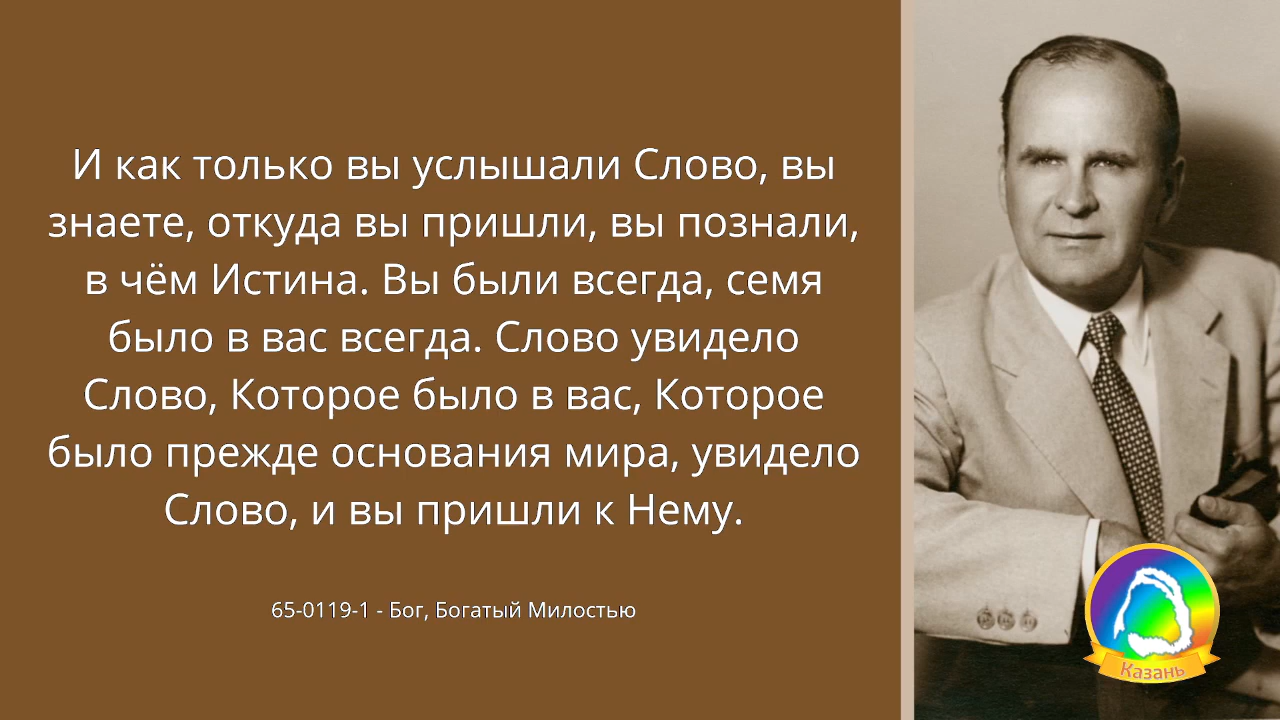 И как только вы услышали Слово, вы
знаете, откуда вы пришли, вы познали,
в чём Истина. Вы были всегда, семя
было в вас всегда. Слово увидело
Слово, Которое было в вас, Которое
было прежде основания мира, увидело
Слово, и вы пришли к Нему.
65-0119-1 - Бог, Богатый Милостью
Казань